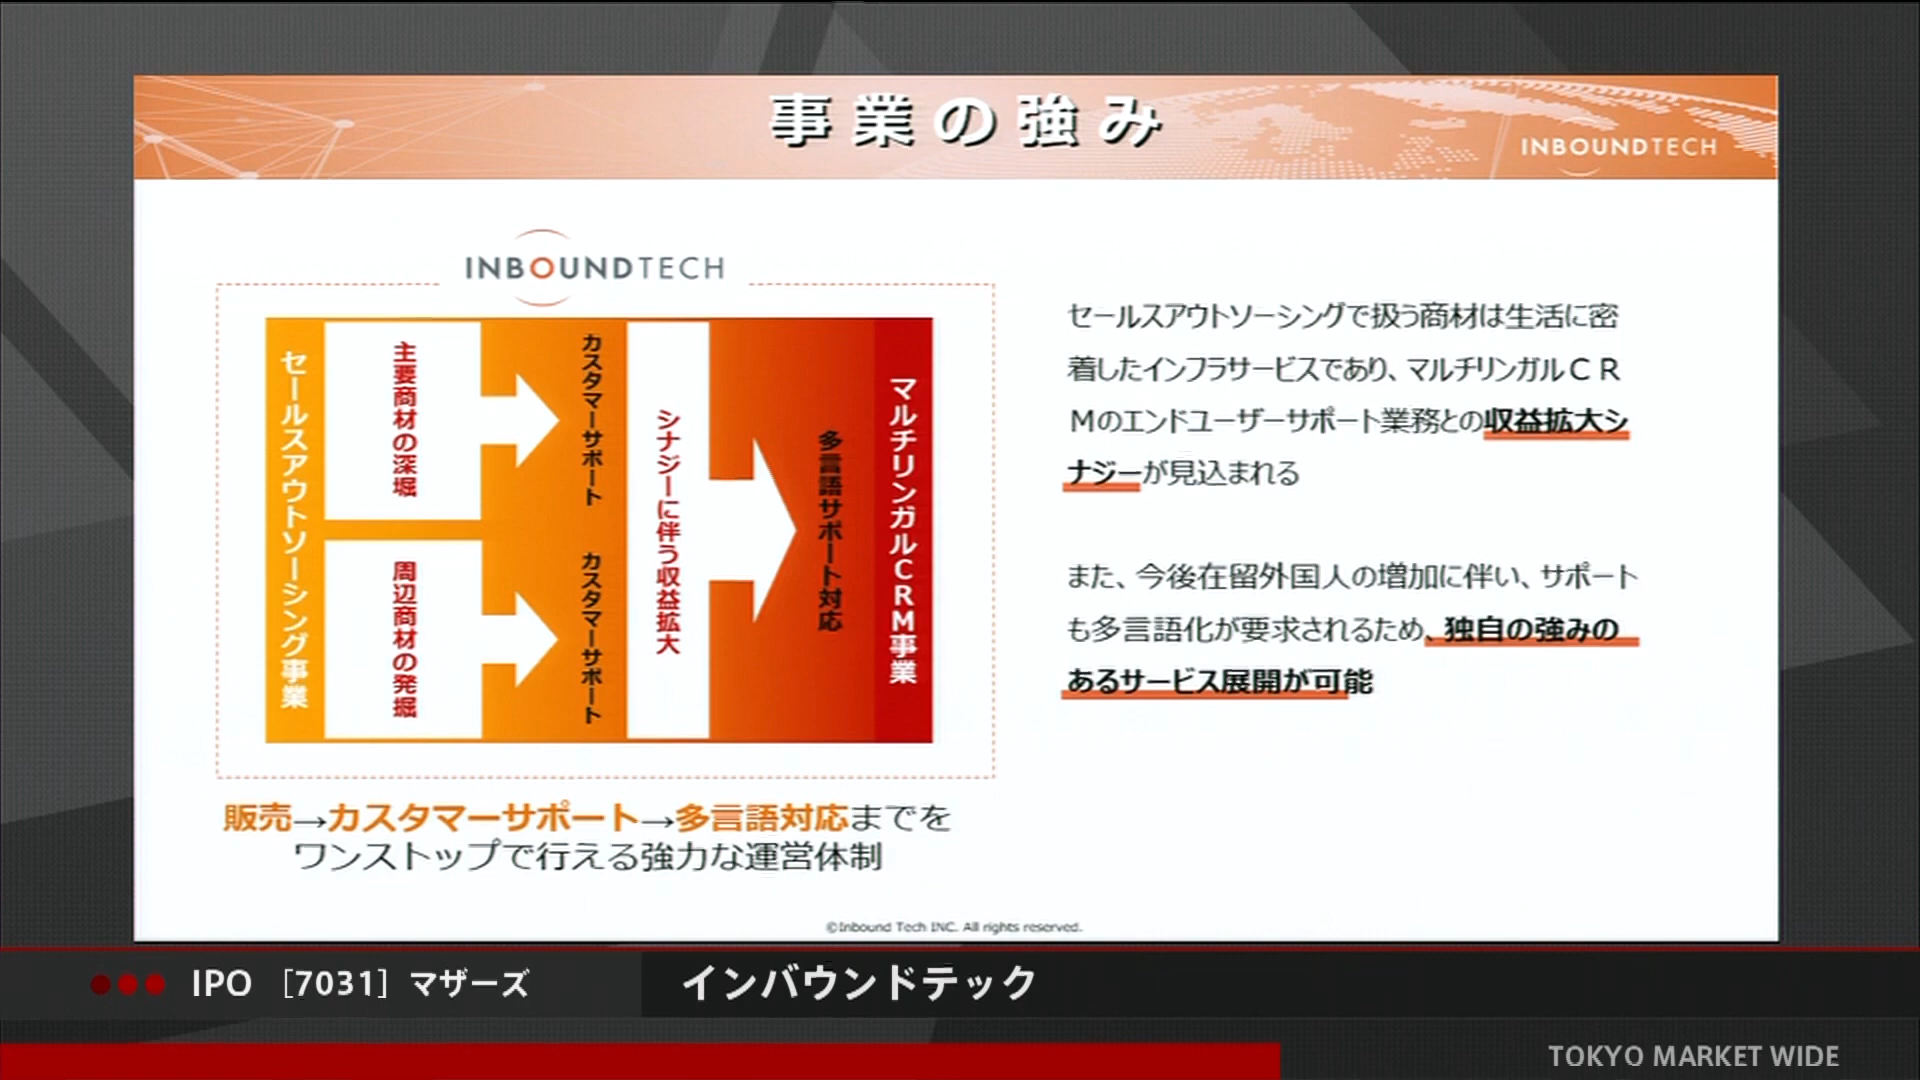 事業の強み
INBOUNDTECH
INBOUNDTECH
セールスアウトソーシング事業
主要商材の深堀
カスタマーサポート
周辺商材の発掘
カスタマーサポート
シナジーに伴う収益拡大
多言語サポート対応
マルチリンガルCRM事業
販売→カスタマーサポート→多言語対応までを
ワンストップで行える強力な運営体制
セールスアウトソーシングで扱う商材は生活に密
着したインフラサービスであり、マルチリンガルＣＲ
Ｍのエンドユーザーサポート業務との収益拡大シ
ナジーが見込まれる
また、今後在留外国人の増加に伴い、サポート
も多言語化が要求されるため、独自の強みの
あるサービス展開が可能
©Inbound Tech INC. All rights reserved.
IPO [7031] マザーズ
インバウンドテック
TOKYO MARKET WIDE